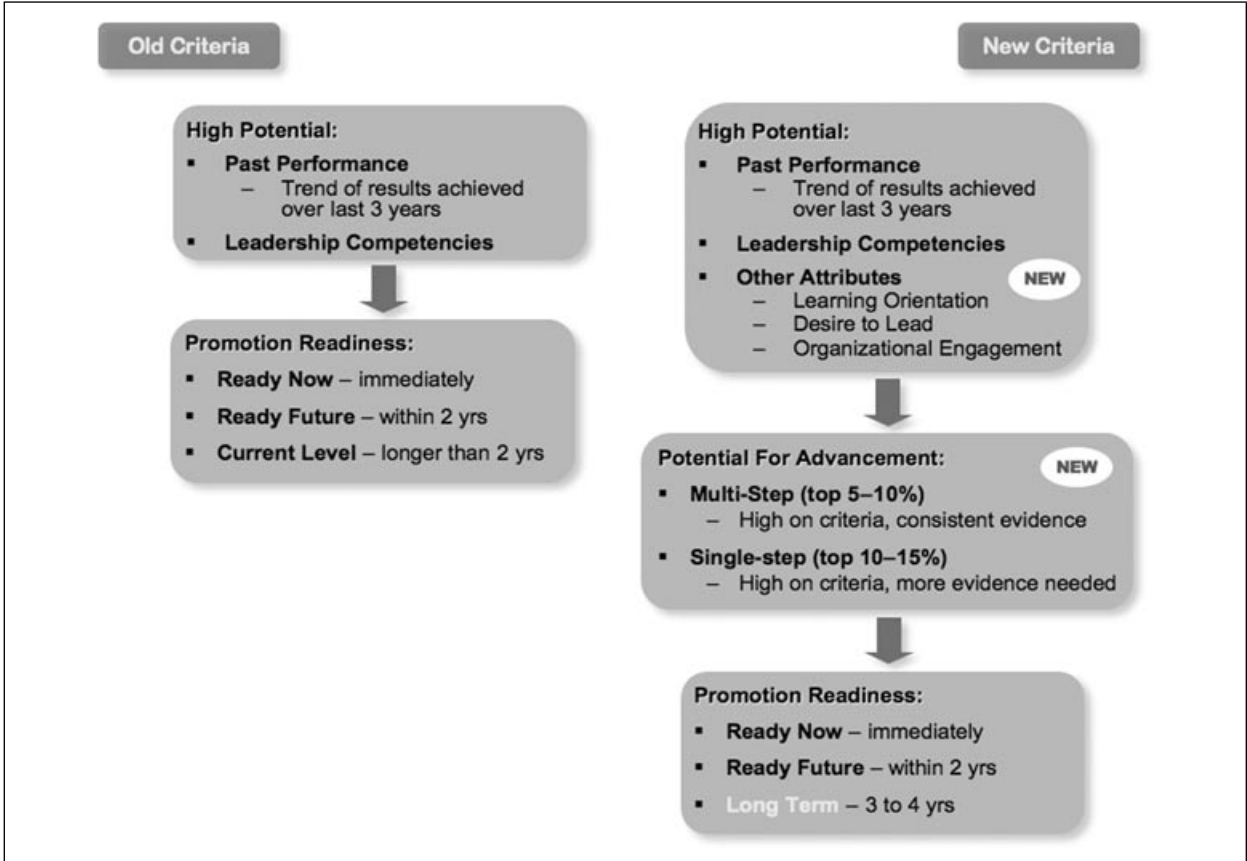 Old Criteria
High Potential:
▪ Past Performance
– Trend of results achieved
over last 3 years
▪ Leadership Competencies
Promotion Readiness:
▪ Ready Now – immediately
▪ Ready Future – within 2 yrs
▪ Current Level – longer than 2 yrs
New Criteria
High Potential:
▪ Past Performance
– Trend of results achieved
over last 3 years
▪ Leadership Competencies
▪ Other Attributes
NEW
– Learning Orientation
– Desire to Lead
– Organizational Engagement
Potential For Advancement:
NEW
▪ Multi-Step (top 5–10%)
– High on criteria, consistent evidence
▪ Single-step (top 10–15%)
– High on criteria, more evidence needed
Promotion Readiness:
▪ Ready Now – immediately
▪ Ready Future – within 2 yrs
▪ Long Term – 3 to 4 yrs